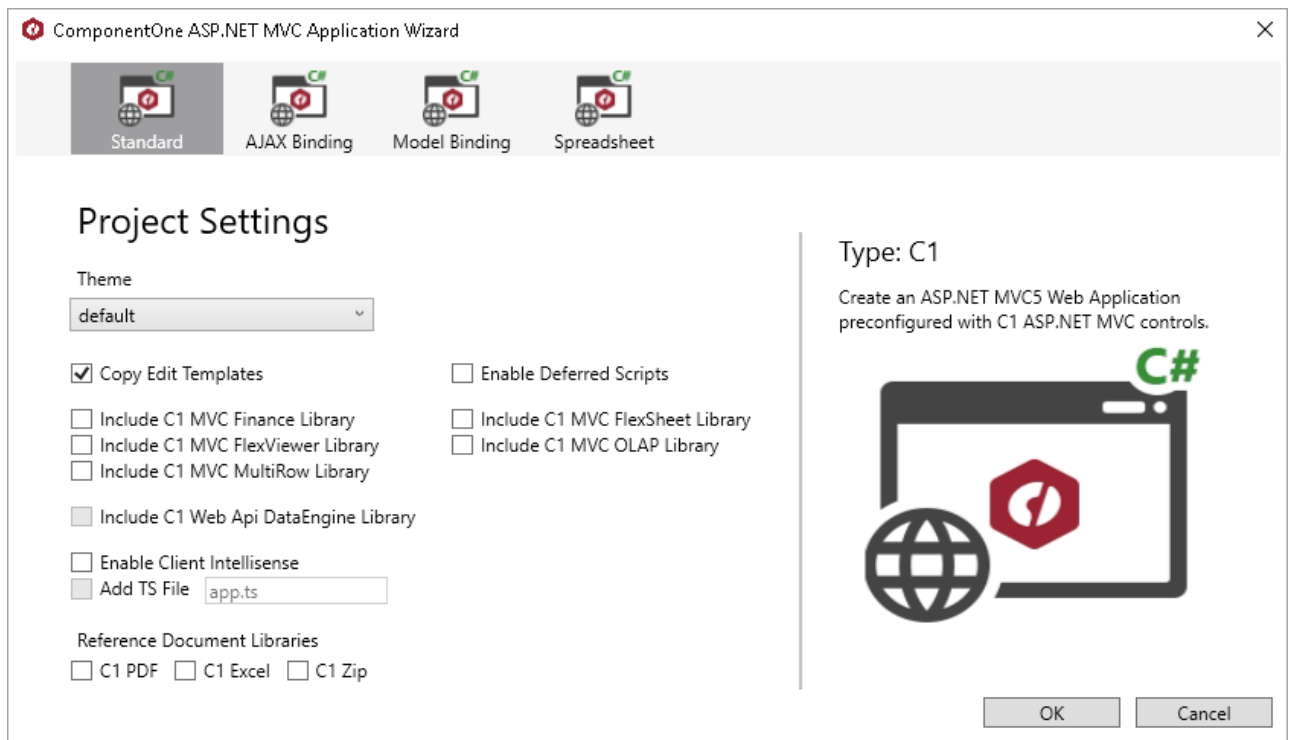 ComponentOne ASP.NET MVC Application Wizard
C# C# C# C#
Standard AJAX Binding Model Binding Spreadsheet
Project Settings
Theme
default
Copy Edit Templates Enable Deferred Scripts
Include C1 MVC Finance Library Include C1 MVC FlexSheet Library
Include C1 MVC FlexViewer Library Include C1 MVC OLAP Library
Include C1 MVC MultiRow Library
Include C1 Web Api DataEngine Library
Enable Client Intellisense
Add TS File app.ts
Reference Document Libraries
C1 PDF C1 Excel C1 Zip
Type: C1
Create an ASP.NET MVC5 Web Application
preconfigured with C1 ASP.NET MVC controls.
C#
OK Cancel